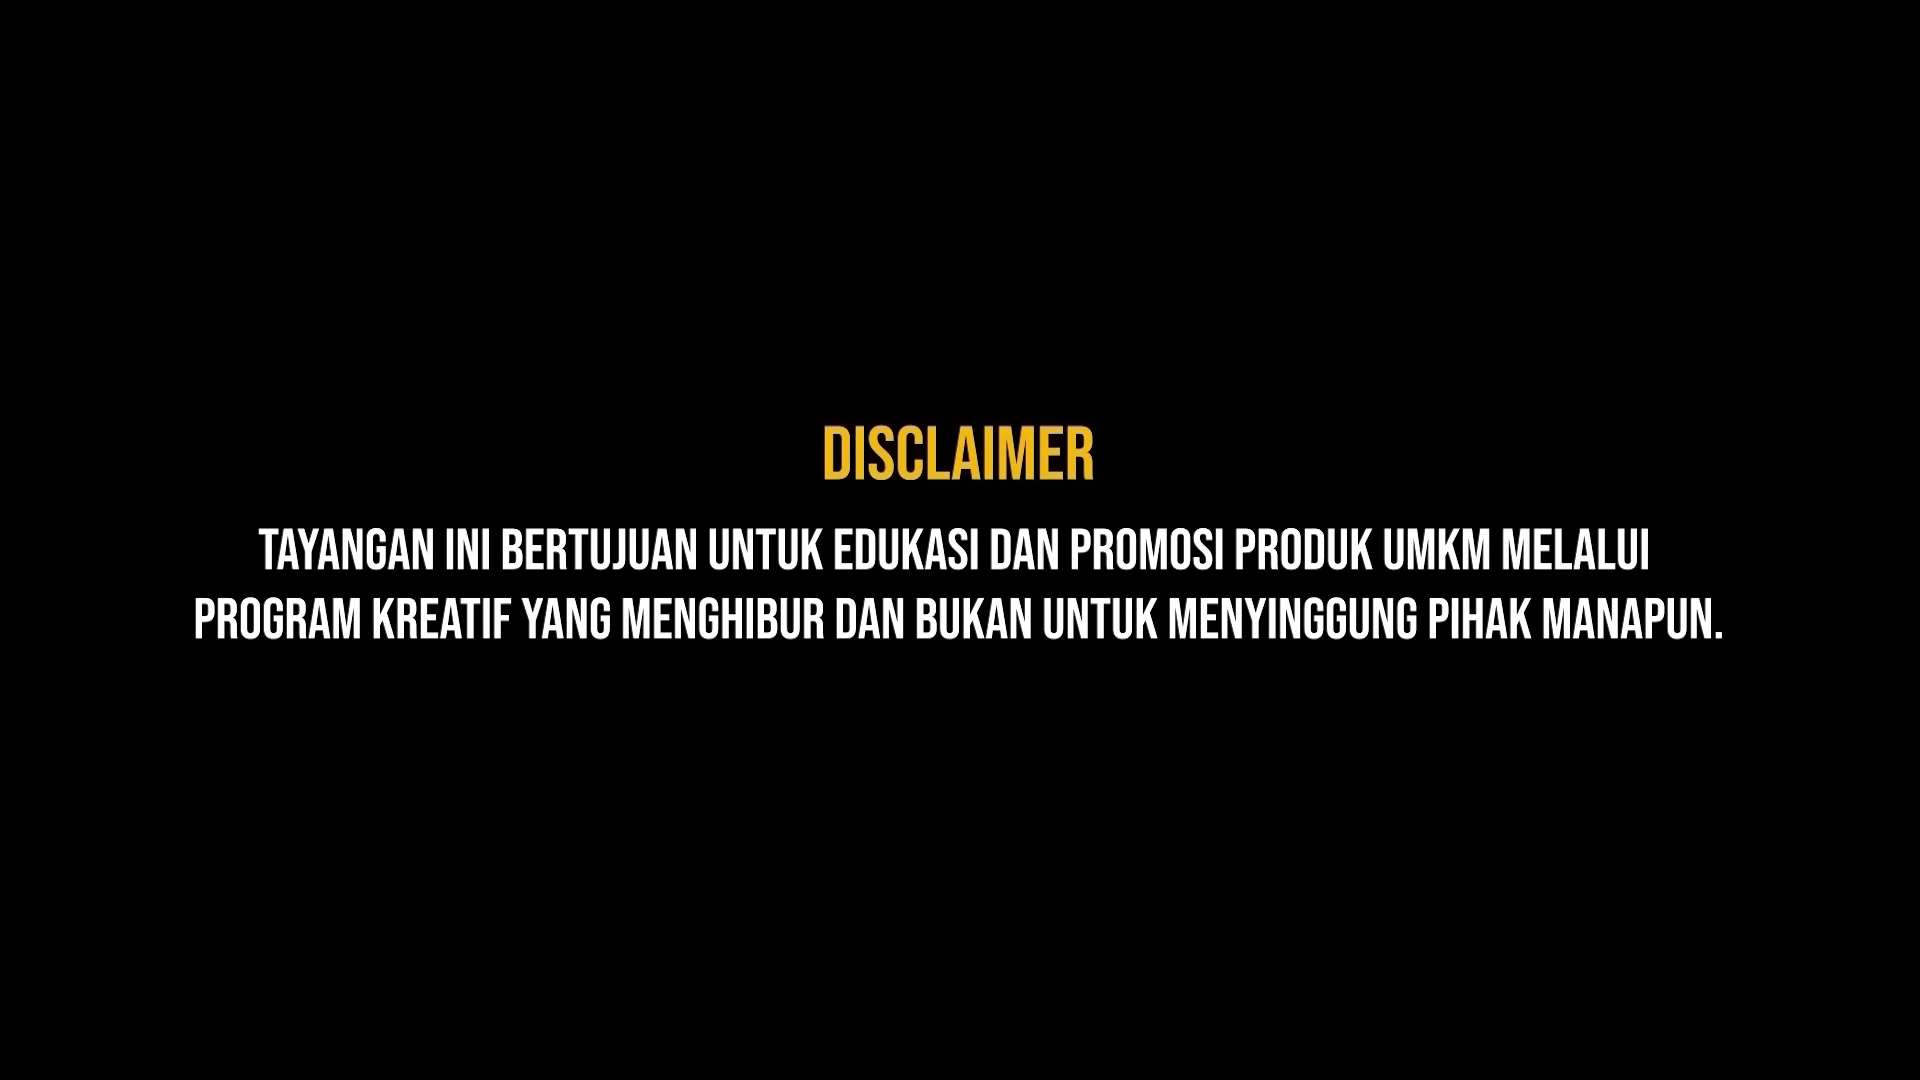 DISCLAIMER
TAYANGAN INI BERTUJUAN UNTUK EDUKASI DAN PROMOSI PRODUK UMKM MELALUI
PROGRAM KREATIF YANG MENGHIBUR DAN BUKAN UNTUK MENYINGGUNG PIHAK MANAPUN.